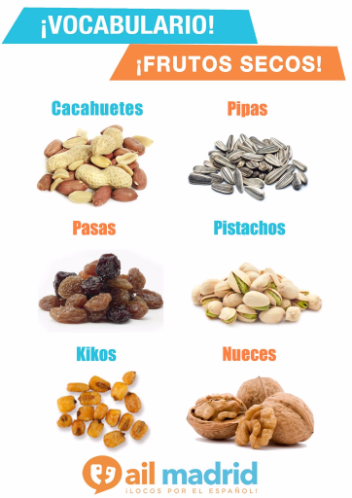 ¡VOCABULARIO!
¡FRUTOS SECOS!
Cacahuetes
Pipas
Pasas
Pistachos
Kikos
Nueces
ail madrid
¡LOCOS POR EL ESPAÑOL!